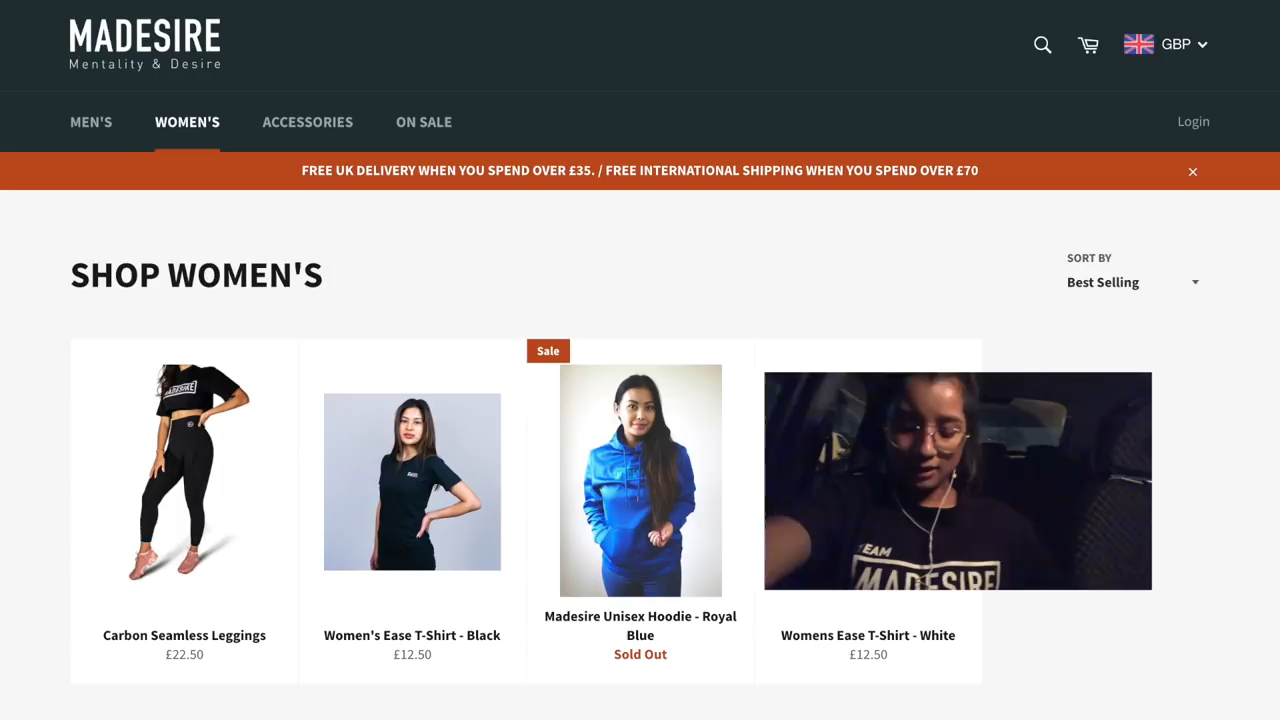 MADESIRE
Mentality & Desire
GBP
MEN'S
WOMEN'S
ACCESSORIES
ON SALE
Login
FREE UK DELIVERY WHEN YOU SPEND OVER £35. / FREE INTERNATIONAL SHIPPING WHEN YOU SPEND OVER £70
SHOP WOMEN'S
SORT BY
Best Selling
Sale
MADESIRE
TEAM
MADESIRE
Carbon Seamless Leggings
£22.50
Women's Ease T-Shirt - Black
£12.50
Madesire Unisex Hoodie - Royal
Blue
Sold Out
Womens Ease T-Shirt - White
£12.50